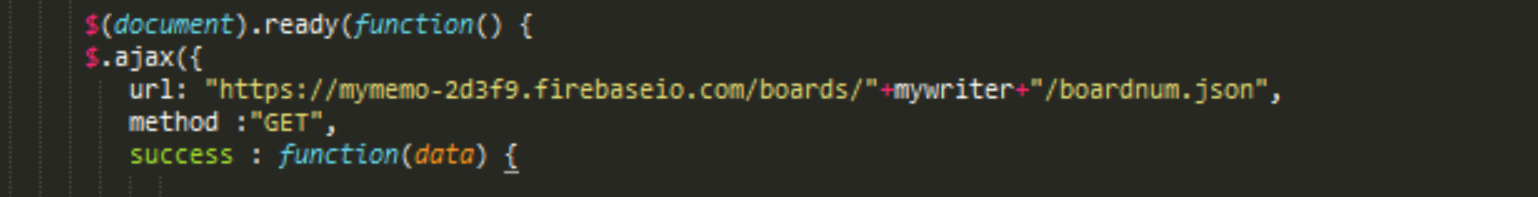 $(document).ready(function() {
$.ajax({
url: "https://mymemo-2d3f9.firebaseio.com/boards/"+mywriter+"/boardnum.json",
method :"GET",
success : function(data) {